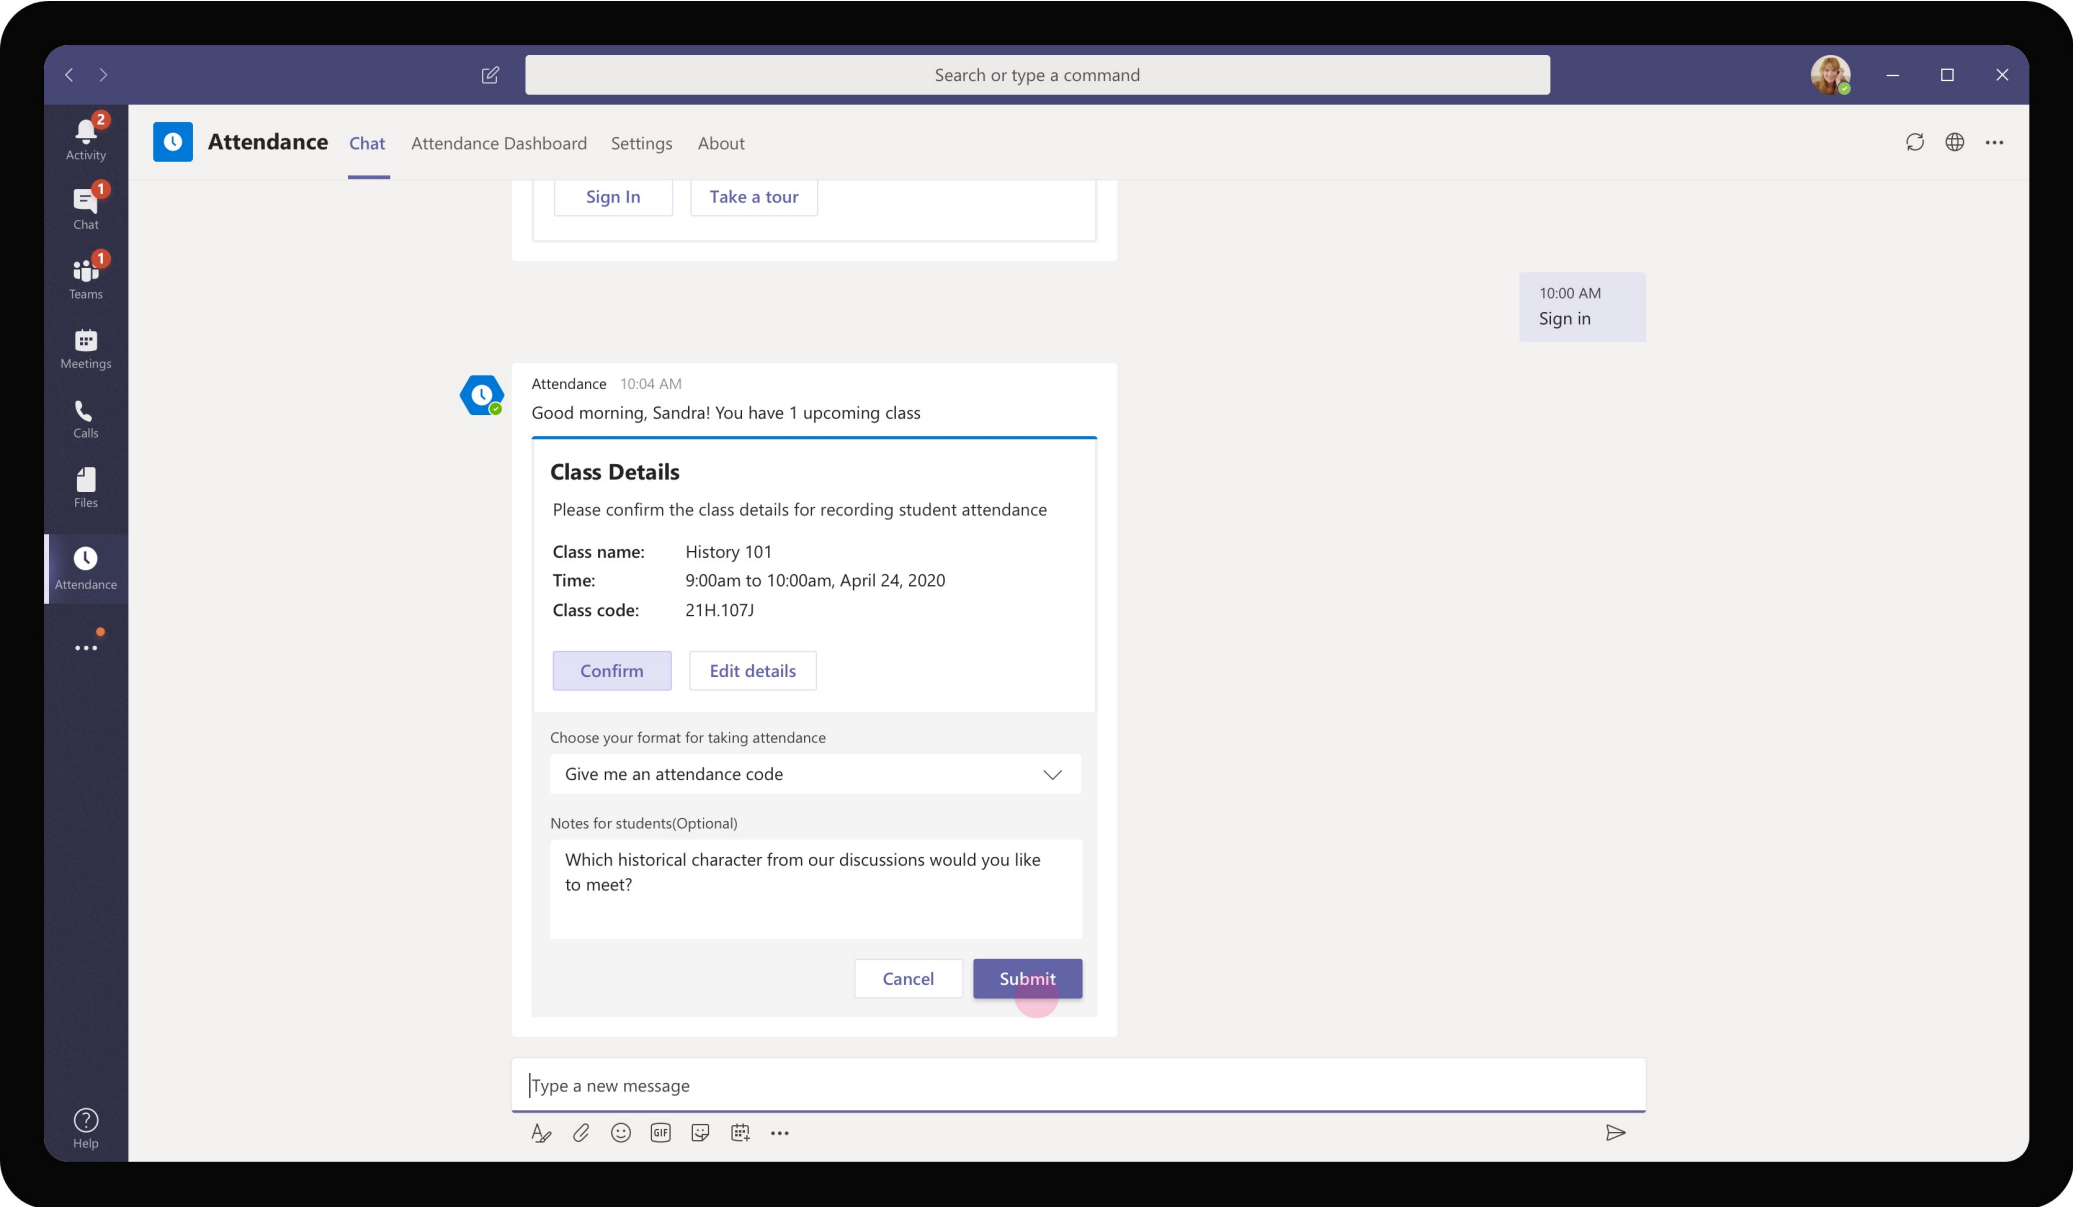 Search or type a command
2
Activity
1
Chat
1
Teams
Meetings
Calls
Files
Attendance
Help
Attendance
Chat
Attendance Dashboard
Settings
About
Sign In
Take a tour
10:00 AM
Sign in
Attendance 10:04 AM
Good morning, Sandra! You have 1 upcoming class
Class Details
Please confirm the class details for recording student attendance
Class name: History 101
Time: 9:00am to 10:00am, April 24, 2020
Class code: 21H.107J
Confirm
Edit details
Choose your format for taking attendance
Give me an attendance code
Notes for students(Optional)
Which historical character from our discussions would you like
to meet?
Cancel
Submit
Type a new message
GIF